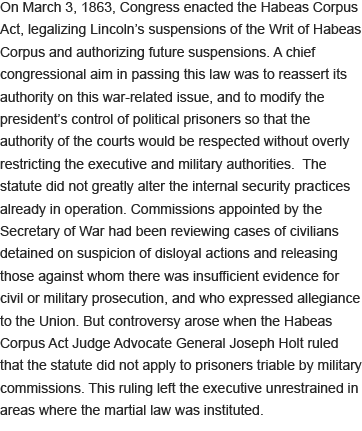 On March 3, 1863, Congress enacted the Habeas Corpus
Act, legalizing Lincoln's suspensions of the Writ of Habeas
Corpus and authorizing future suspensions. A chief
congressional aim in passing this law was to reassert its
authority on this war-related issue, and to modify the
president's control of political prisoners so that the
authority of the courts would be respected without overly
restricting the executive and military authorities.  The
statute did not greatly alter the internal security practices
already in operation. Commissions appointed by the
Secretary of War had been reviewing cases of civilians
detained on suspicion of disloyal actions and releasing
those against whom there was insufficient evidence for
civil or military prosecution, and who expressed allegiance
to the Union. But controversy arose when the Habeas
Corpus Act Judge Advocate General Joseph Holt ruled
that the statute did not apply to prisoners triable by military
commissions. This ruling left the executive unrestrained in
areas where the martial law was instituted.